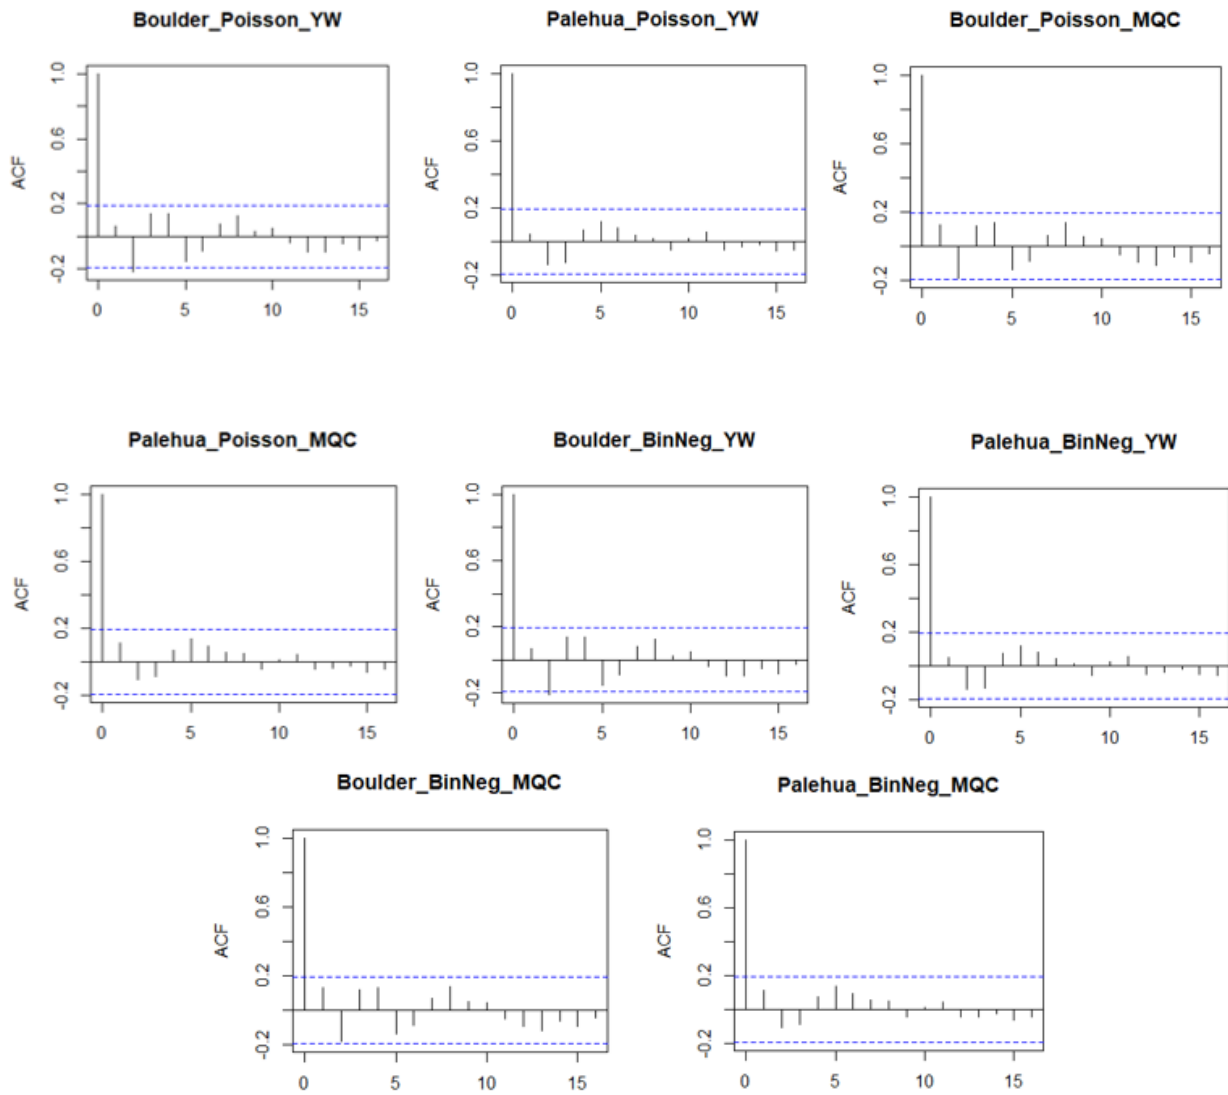 Boulder_Poisson_YW
Palehua_Poisson_YW
Boulder_Poisson_MQC
ACF
1.0
0.6
0.2
-0.2
0 5 10 15
ACF
1.0
0.6
0.2
-0.2
0 5 10 15
ACF
1.0
0.6
0.2
-0.2
0 5 10 15
Palehua_Poisson_MQC
Boulder_BinNeg_YW
Palehua_BinNeg_YW
ACF
1.0
0.6
0.2
-0.2
0 5 10 15
ACF
1.0
0.6
0.2
-0.2
0 5 10 15
ACF
1.0
0.6
0.2
-0.2
0 5 10 15
Boulder_BinNeg_MQC
Palehua_BinNeg_MQC
ACF
1.0
0.6
0.2
-0.2
0 5 10 15
ACF
1.0
0.6
0.2
-0.2
0 5 10 15